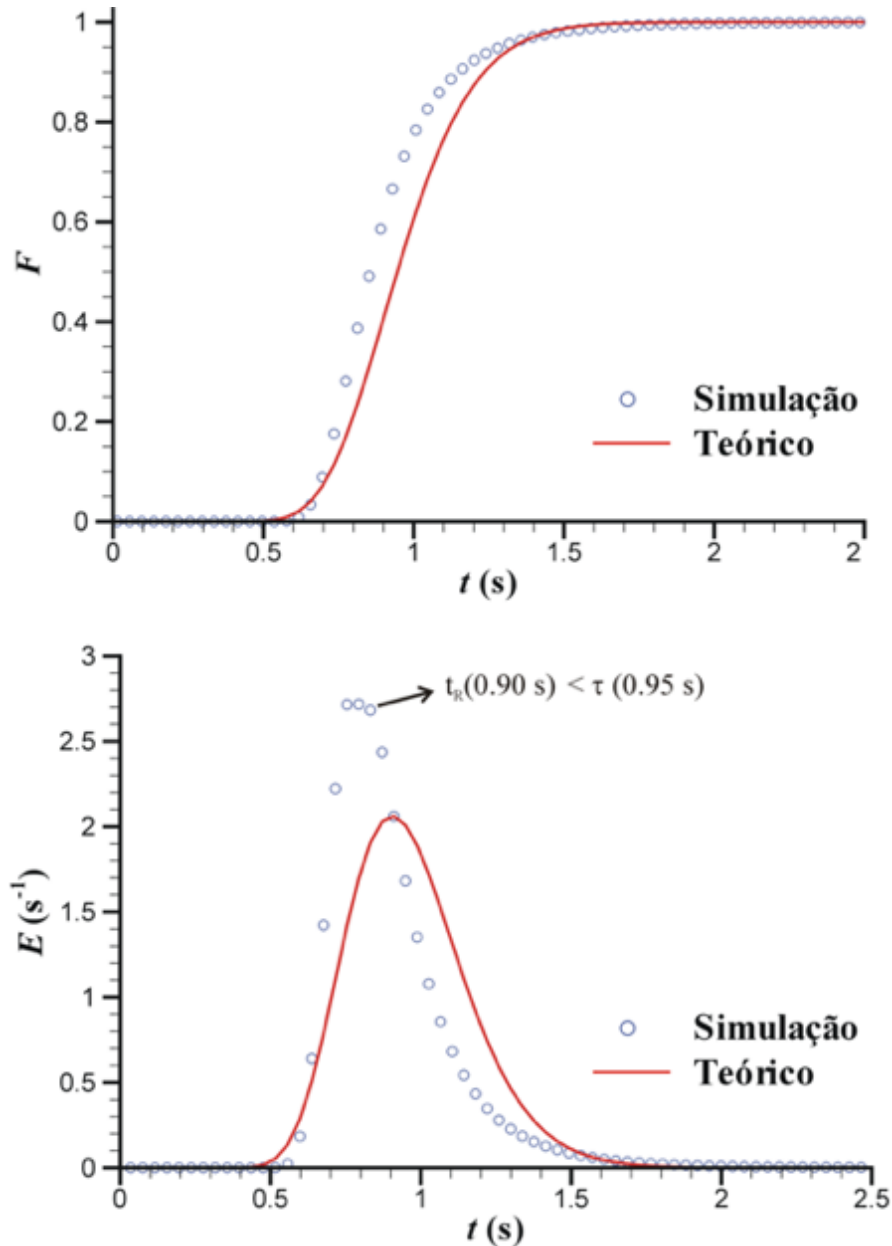 1
0.8
0.6
0.4
0.2
0
F
0 0.5 1 1.5 2 2
t (s)
Simulação
Teórico
3
2.5
2
1.5
1
0.5
0
E (s⁻¹)
t_R(0.90 s) < τ (0.95 s)
0 0.5 1 1.5 2 2.5
t (s)
Simulação
Teórico